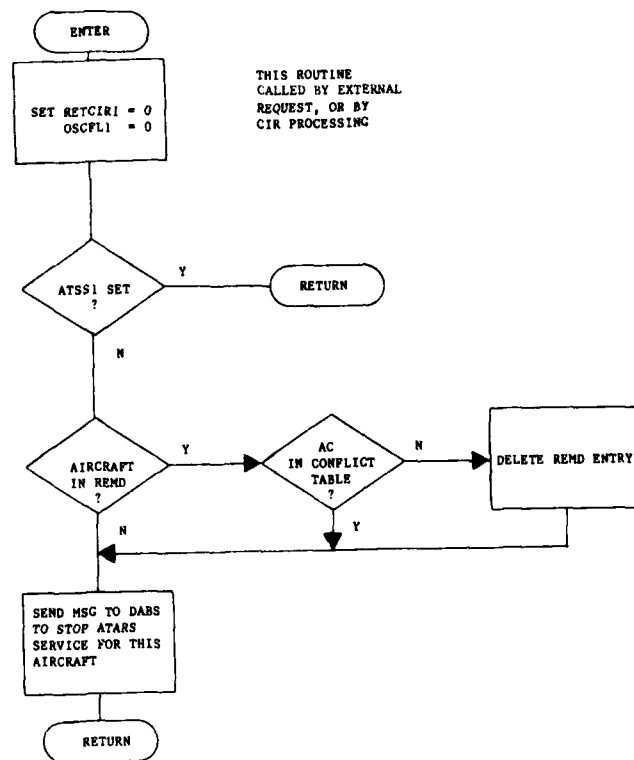 ENTER
SET RETCIR1 = 0
OSCFL1 = 0
THIS ROUTINE
CALLED BY EXTERNAL
REQUEST, OR BY
CIR PROCESSING
ATSS1 SET
?
Y
RETURN
N
AIRCRAFT
IN REMD
?
Y
AC
IN CONFLICT
TABLE
?
N
DELETE REMD ENTRY
N
Y
SEND MSG TO DABS
TO STOP ATARS
SERVICE FOR THIS
AIRCRAFT
RETURN